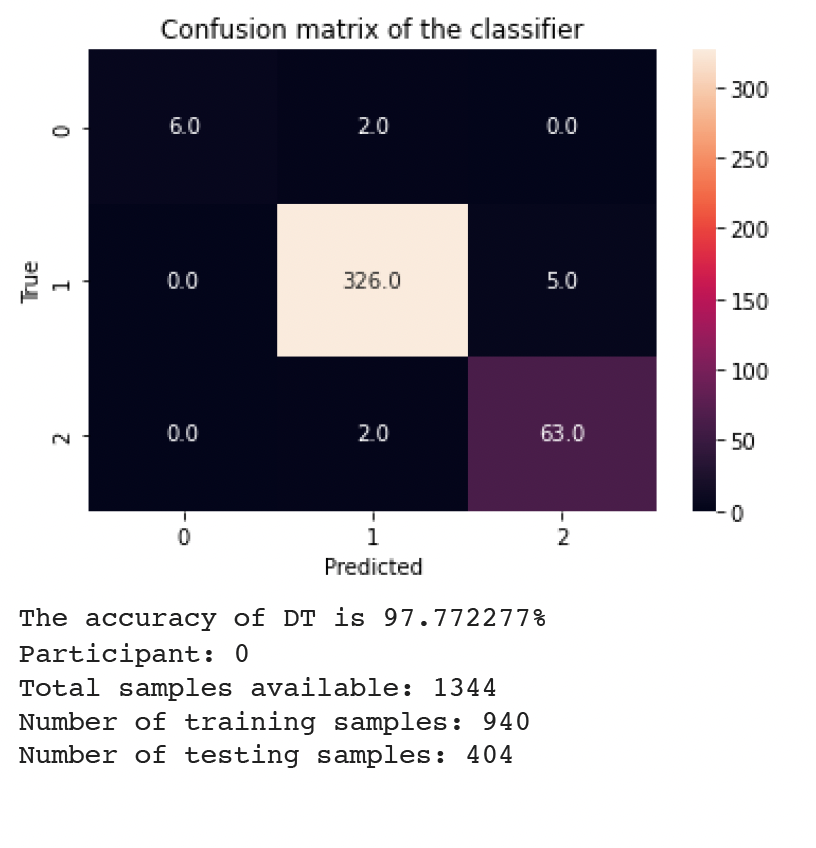 Confusion matrix of the classifier
0 6.0 2.0 0.0
True 1 0.0 326.0 5.0
2 0.0 2.0 63.0
0 1 2
Predicted
300
250
200
150
100
50
0
The accuracy of DT is 97.772277%
Participant: 0
Total samples available: 1344
Number of training samples: 940
Number of testing samples: 404